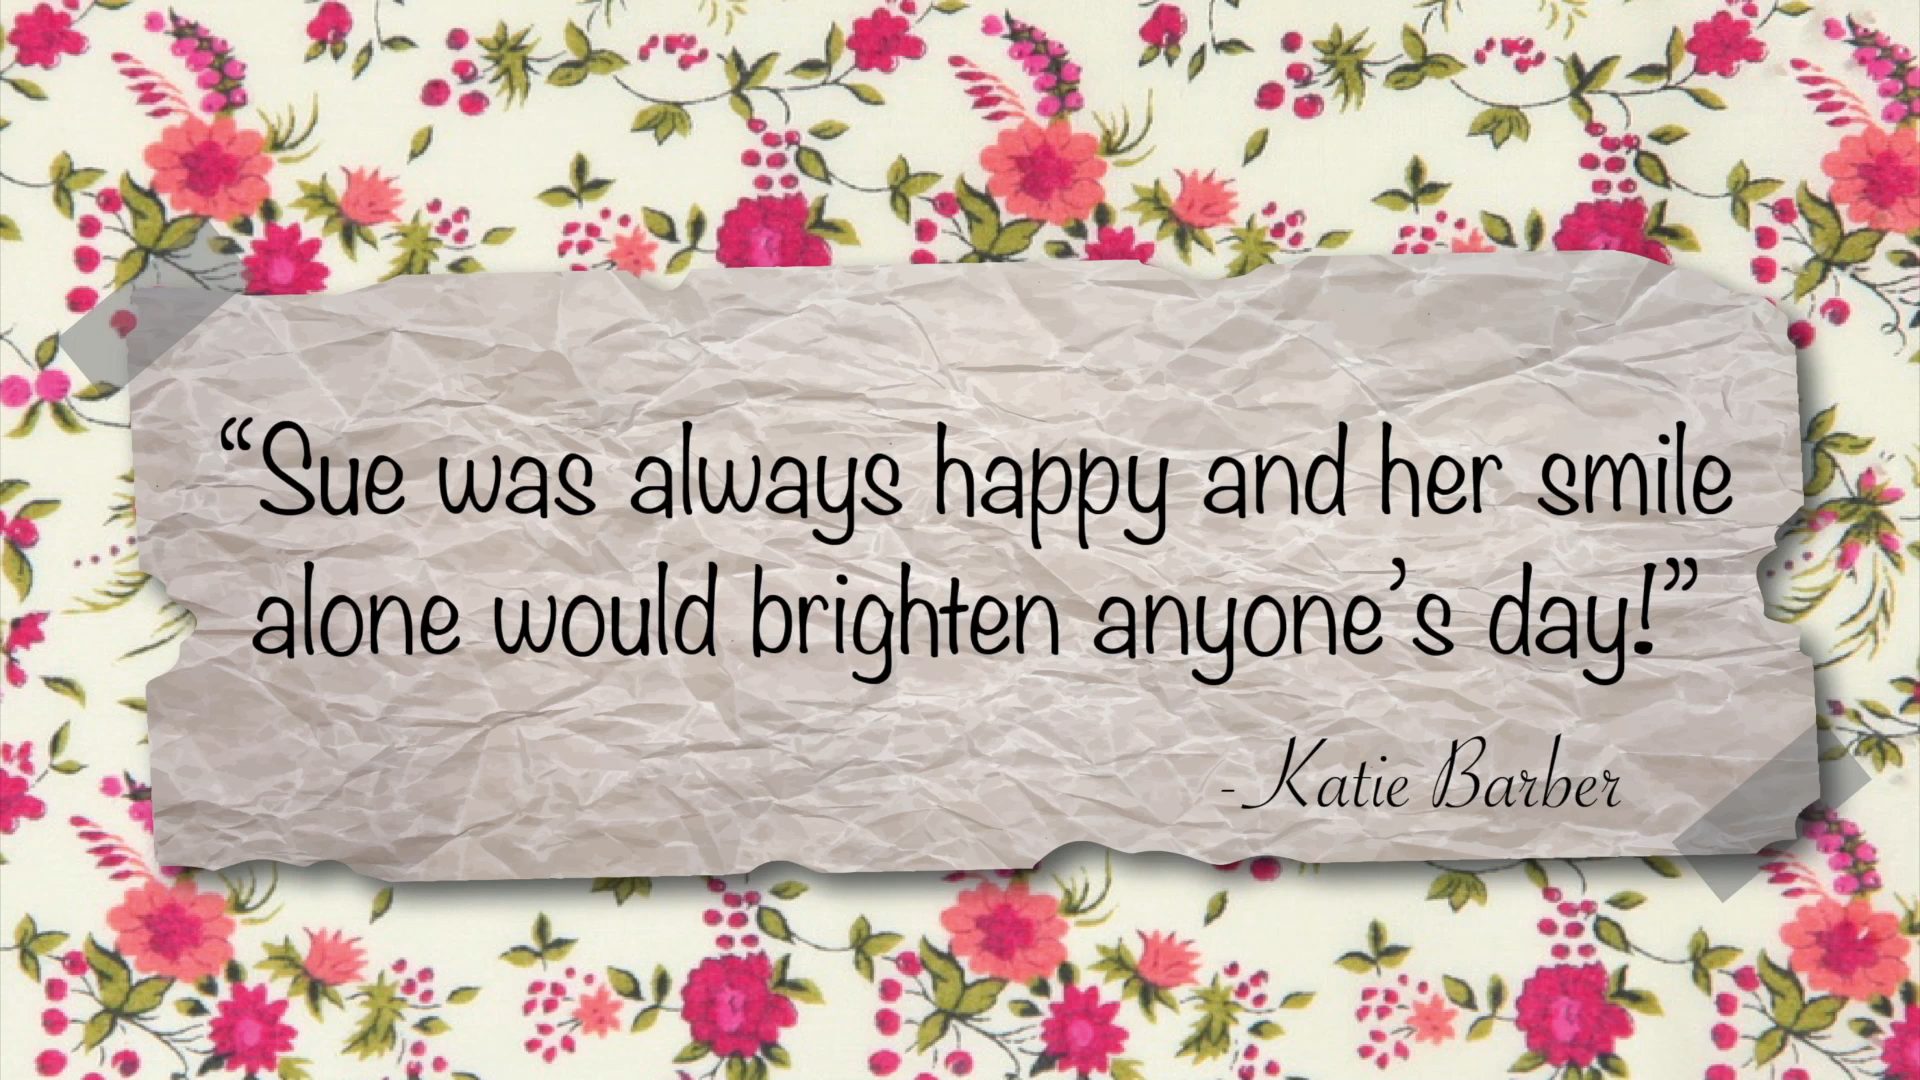 “Sue was always happy and her smile
alone would brighten anyone’s day!”
-Katie Barber